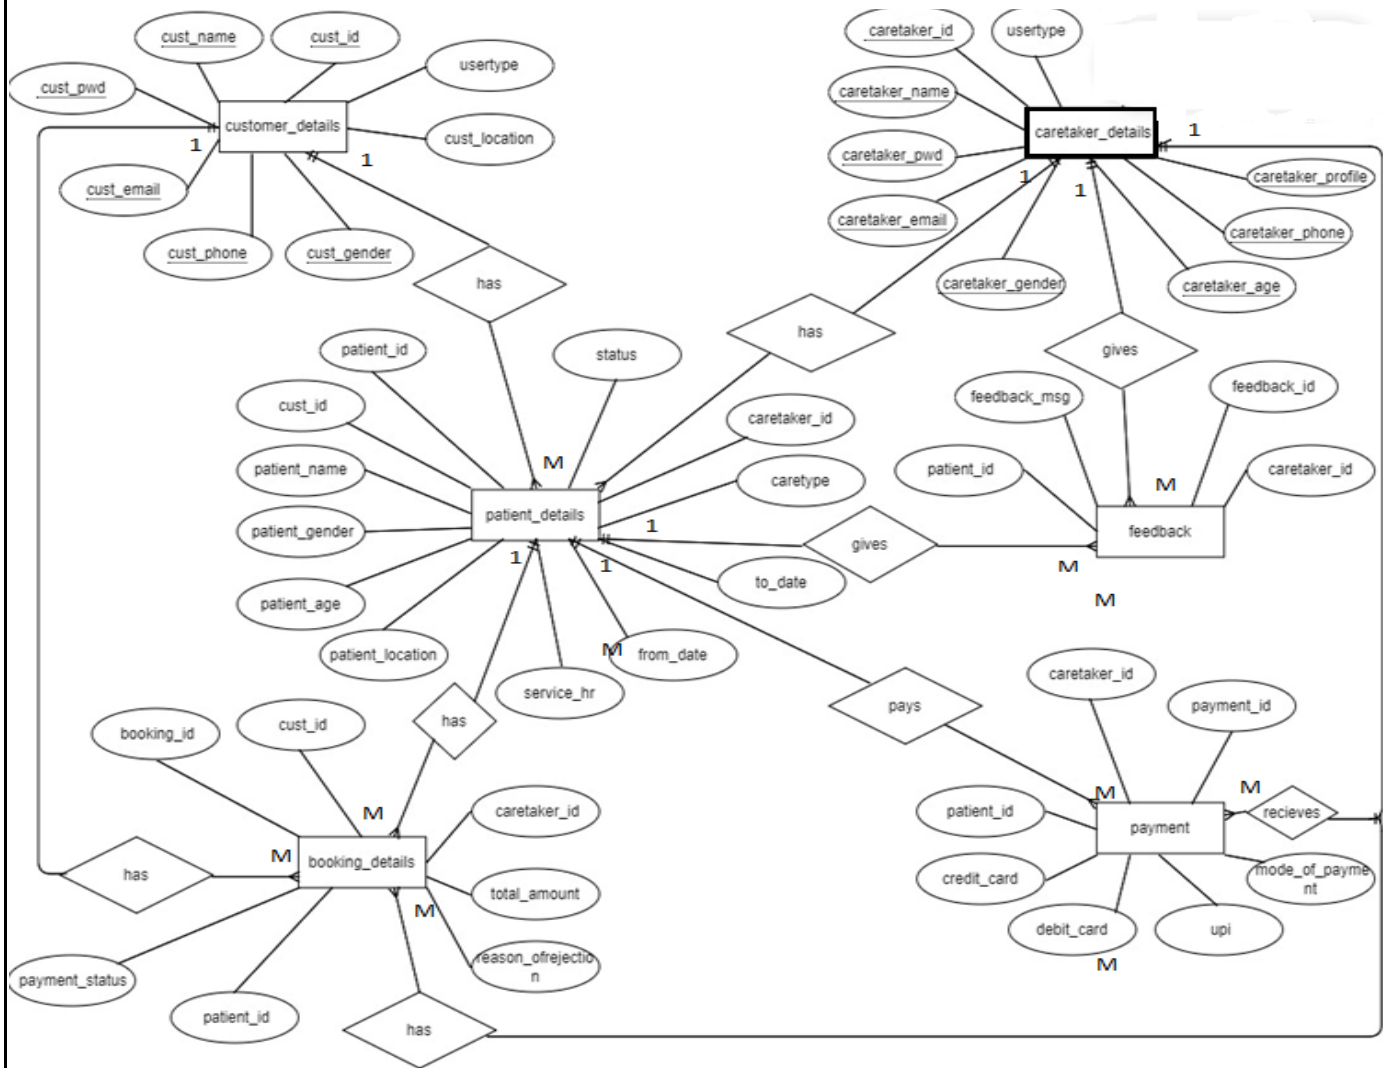 cust_name
cust_id
usertype
cust_pwd
customer_details
cust_location
1
1
cust_email
cust_phone
cust_gender
has
caretaker_id
usertype
caretaker_name
caretaker_details
1
caretaker_pwd
1
1
caretaker_profile
caretaker_email
caretaker_phone
caretaker_gender
caretaker_age
has
gives
patient_id
status
cust_id
caretaker_id
feedback_msg
feedback_id
patient_name
M
caretype
patient_id
M
caretaker_id
patient_details
patient_gender
1
gives
feedback
1
1
M
to_date
patient_age
M
patient_location
M
from_date
service_hr
caretaker_id
has
pays
payment_id
booking_id
cust_id
M
M
M
caretaker_id
patient_id
payment
recieves
M
booking_details
has
credit_card
mode_of_payme
nt
total_amount
M
debit_card
upi
reason_ofrejectio
n
M
payment_status
patient_id
has